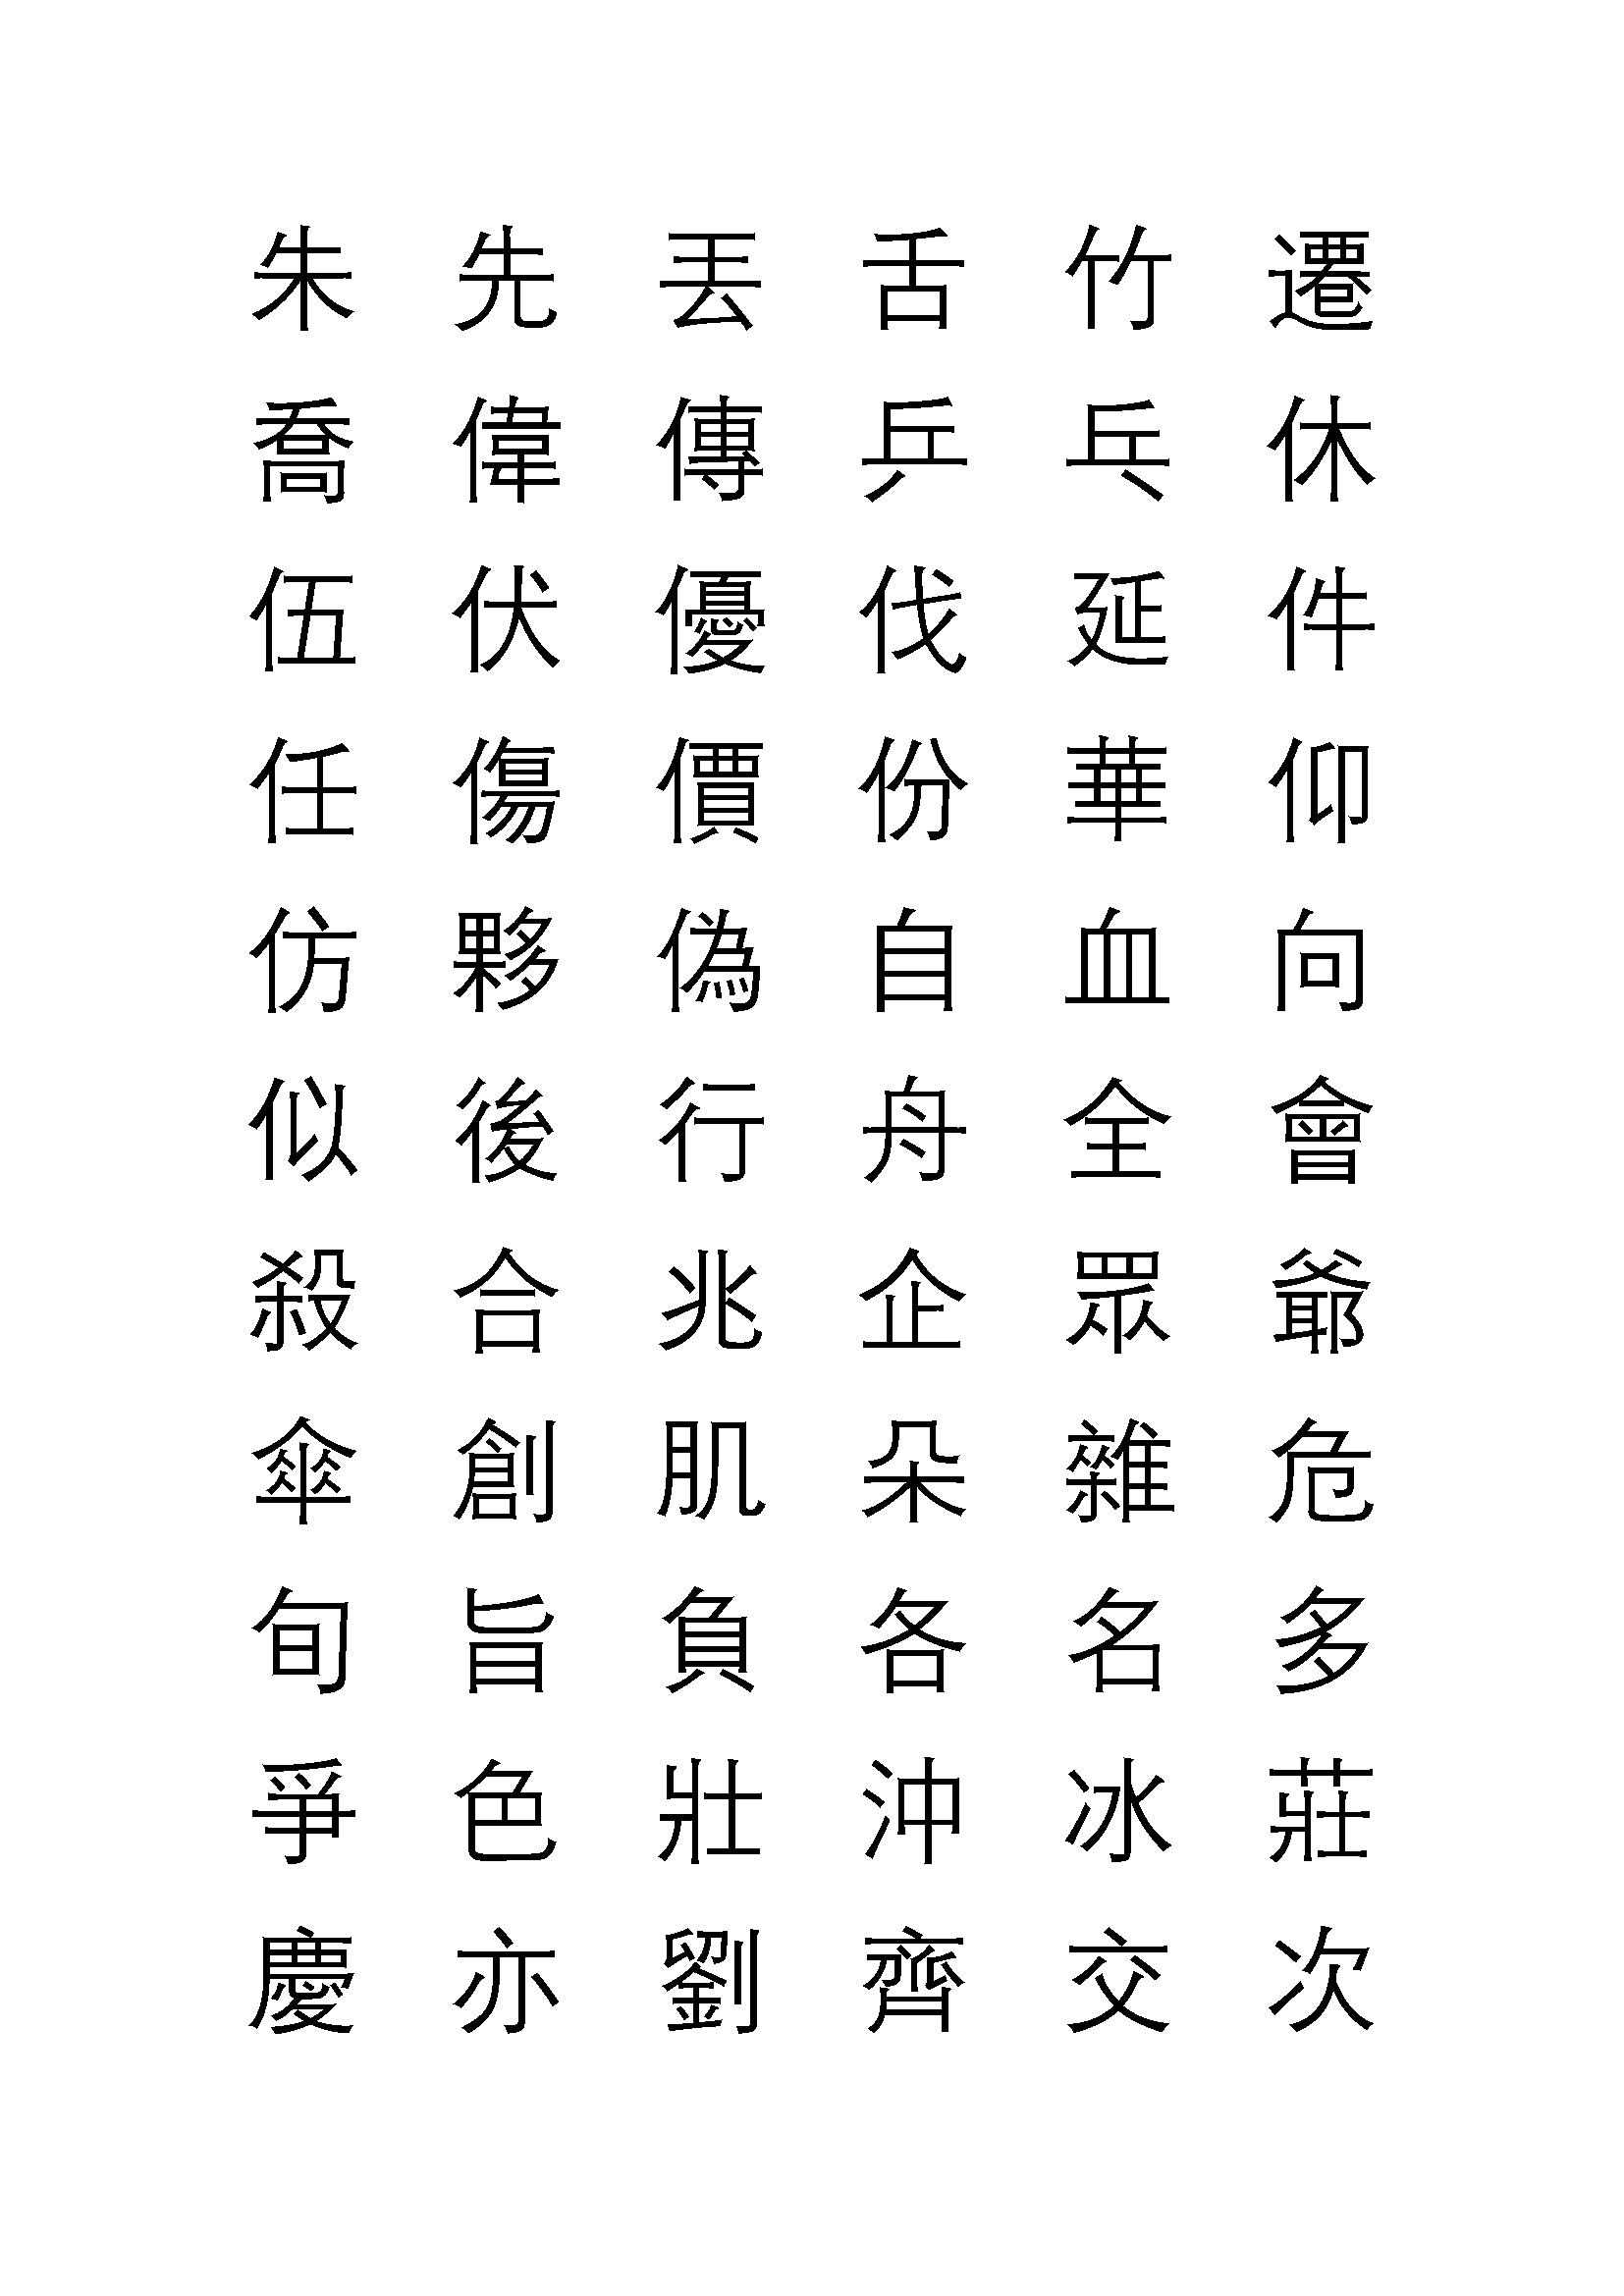 朱 先 丟 舌 竹 遷
喬 偉 傳 乒 乓 休
伍 伏 優 伐 延 件
任 傷 價 份 華 仰
仿 夥 偽 自 血 向
似 後 行 舟 全 會
殺 合 兆 企 眾 爺
傘 創 肌 朵 雜 危
旬 旨 負 各 名 多
爭 色 壯 沖 冰 莊
慶 亦 劉 齊 交 次